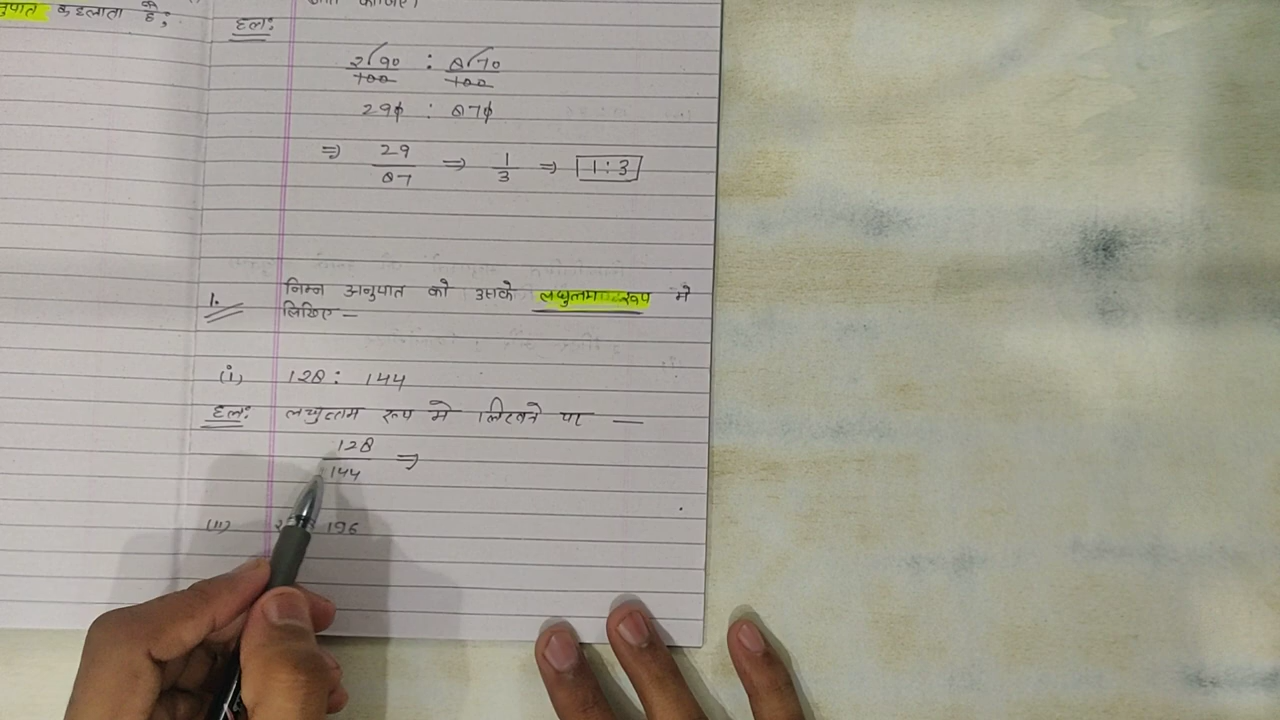 कहलाता है;
हलः
2.90 : 8.70
100 100
290 : 870
⇒ 29/87 ⇒ 1/3 ⇒ 1:3
1. निम्न अनुपात को उसके लघुतमा रूप मे
लिखिए —
(i) 128 : 144
हलः लघुत्तम रूप मे लिखने पर —
128/144 ⇒
(ii) 196